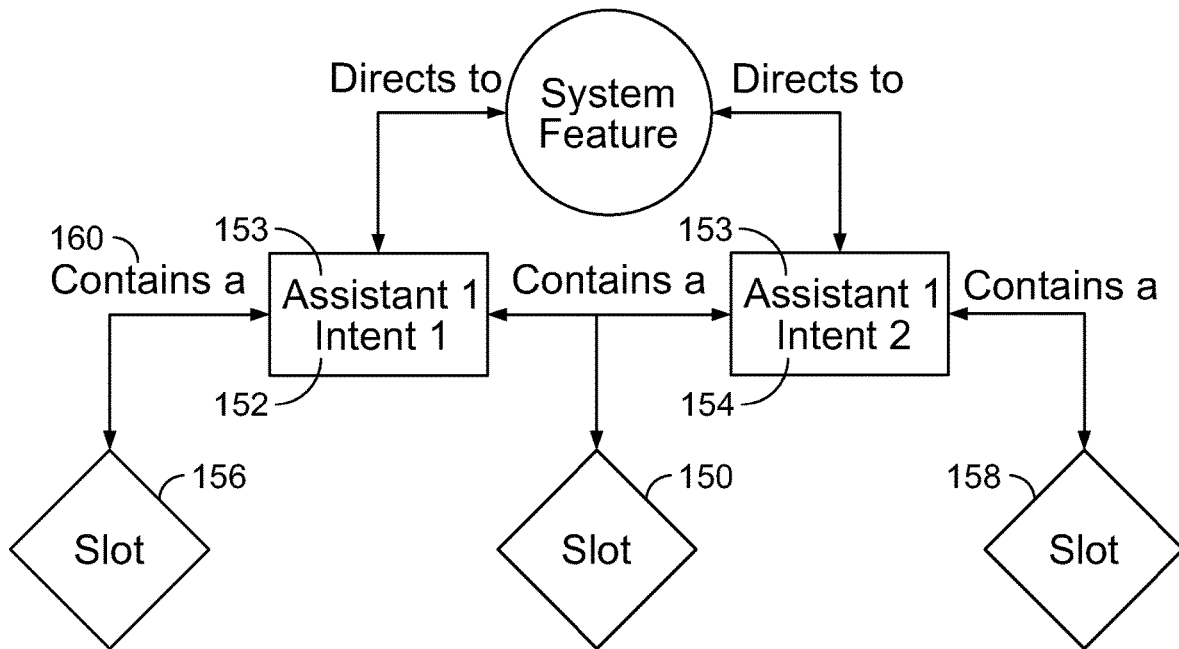 Directs to
System
Feature
Directs to
160
Contains a
153
Assistant 1
Intent 1
152
Contains a
153
Assistant 1
Intent 2
154
Contains a
156
Slot
150
Slot
158
Slot